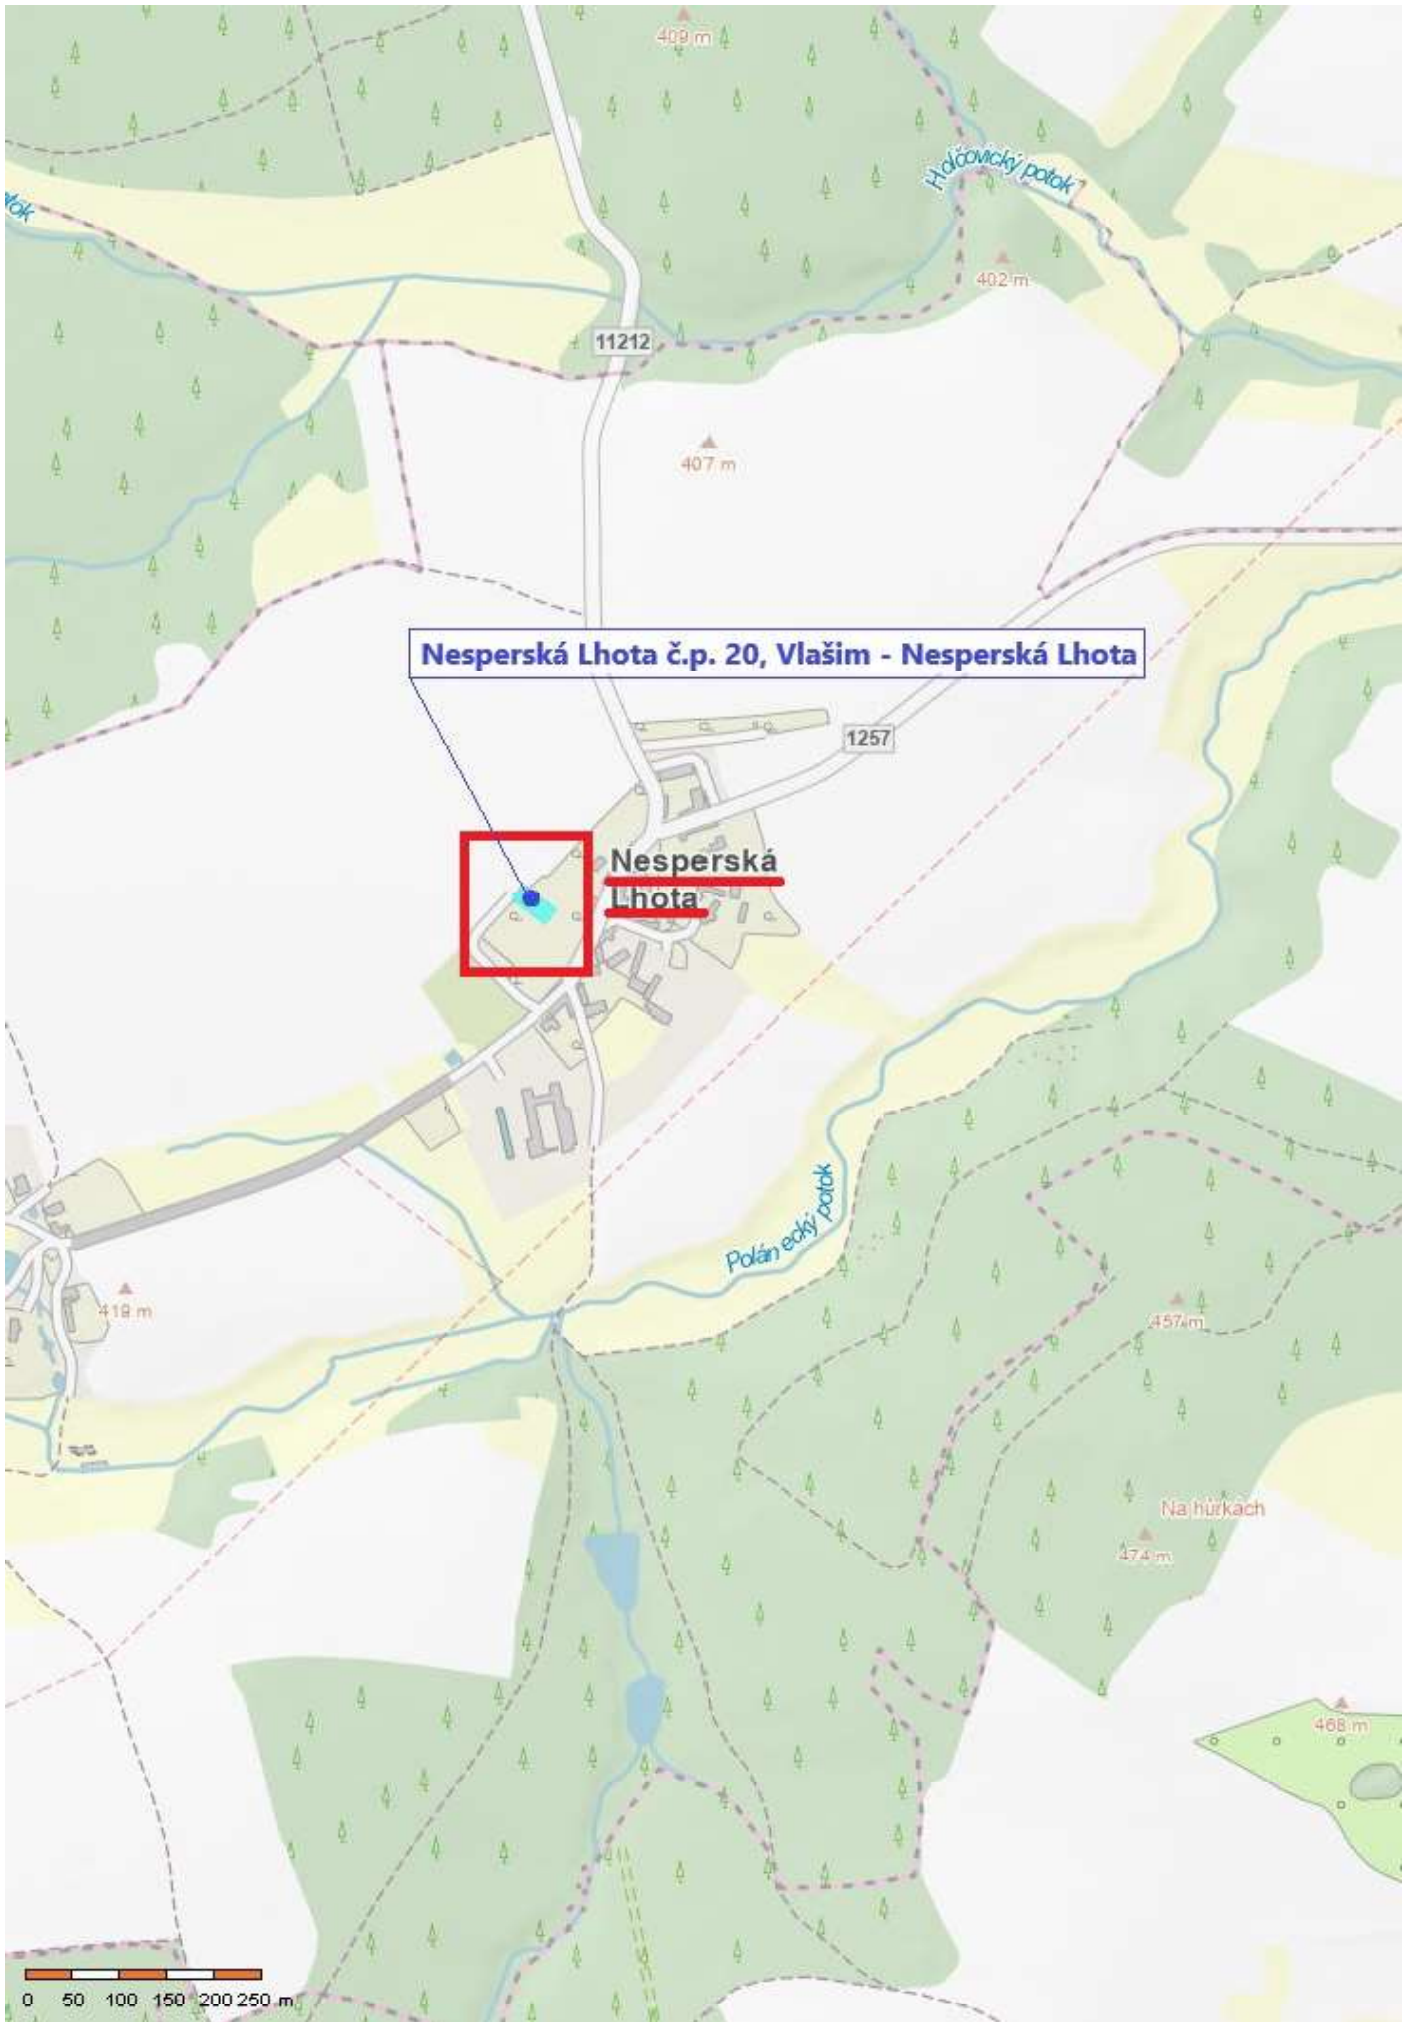 409 m
Holčovický potok
402 m
11212
407 m
Nesperská Lhota č.p. 20, Vlašim - Nesperská Lhota
1257
Nesperská
Lhota
Polánecký potok
419 m
457 m
Na hůrkách
474 m
468 m
0 50 100 150 200 250 m